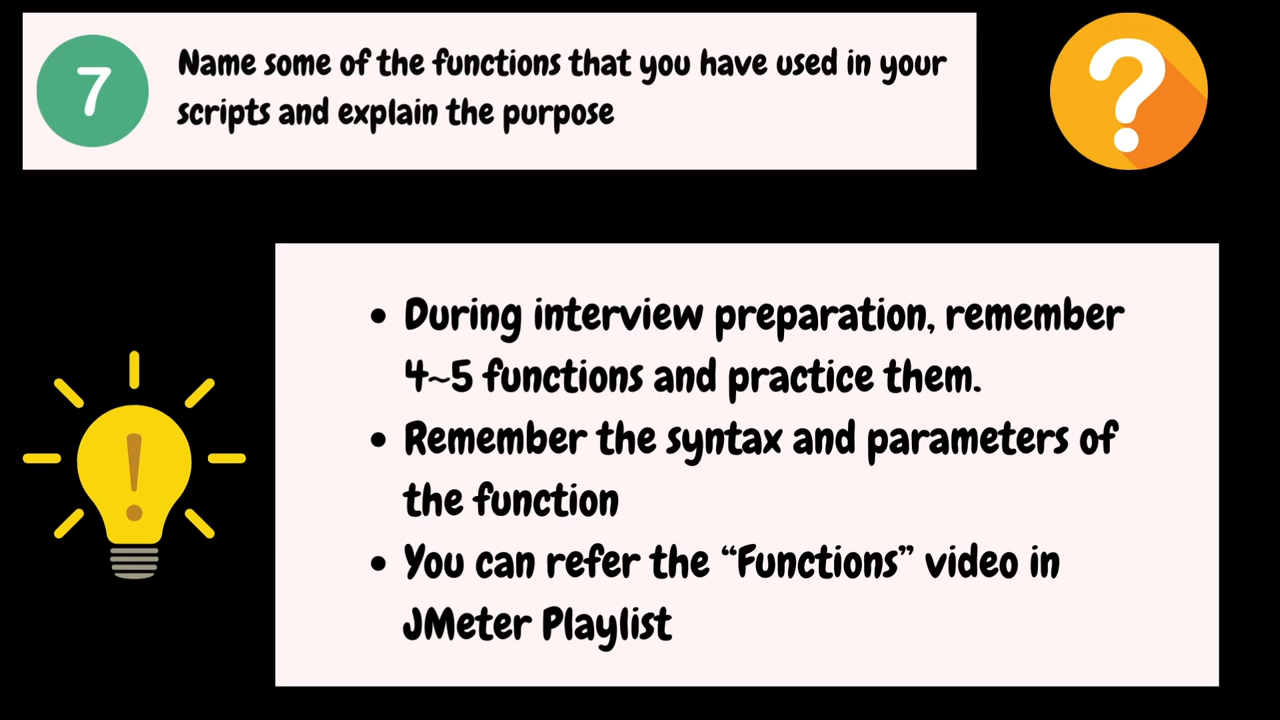 7
Name some of the functions that you have used in your
scripts and explain the purpose
?
!
• During interview preparation, remember
4~5 functions and practice them.
• Remember the syntax and parameters of
the function
• You can refer the “Functions” video in
JMeter Playlist